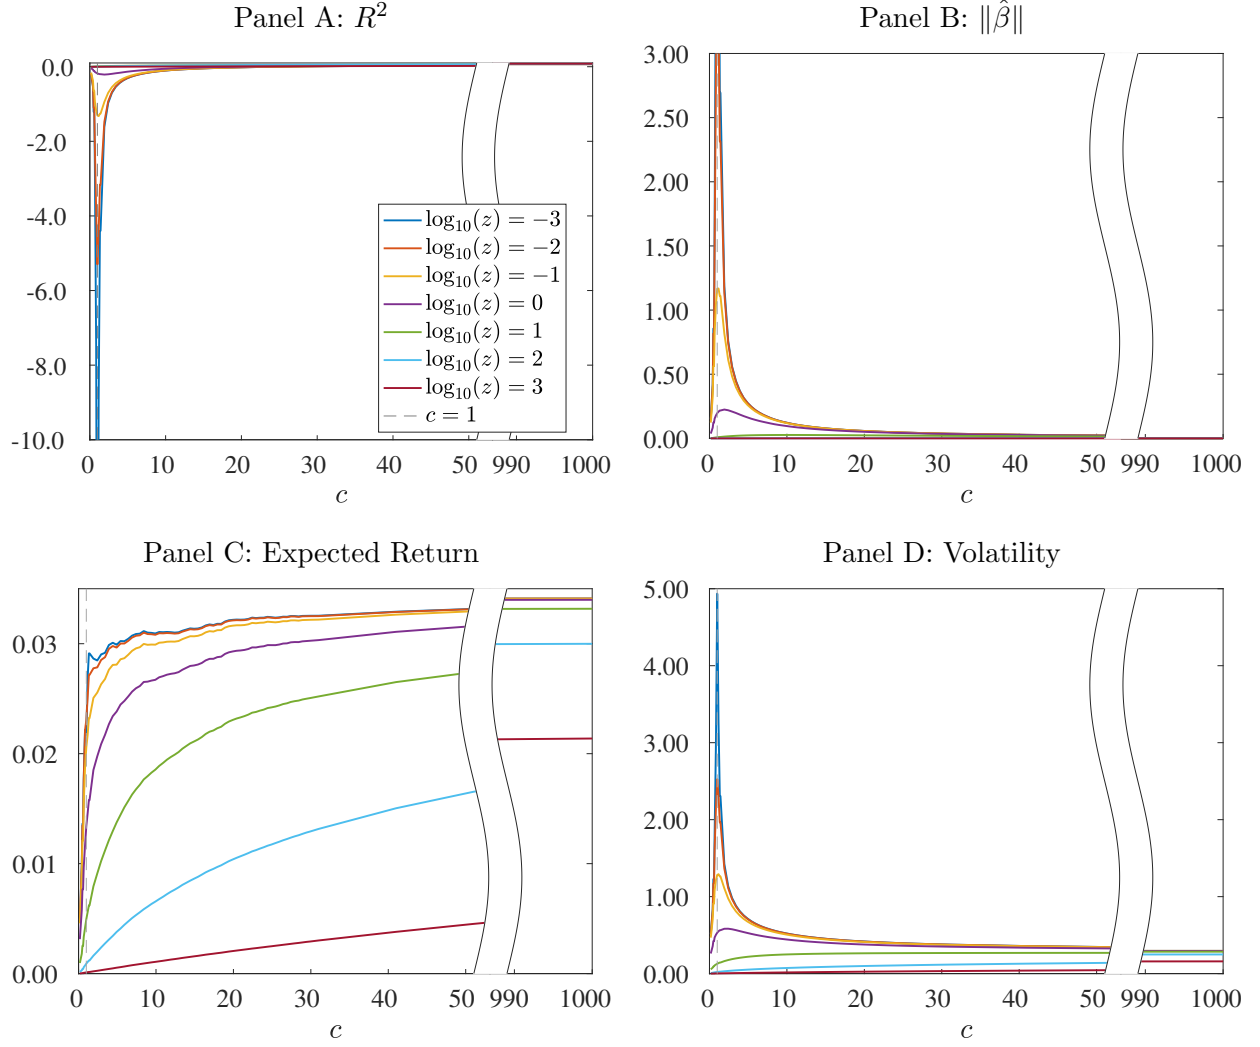 Panel A: R²
0.0
-2.0
-4.0
-6.0
-8.0
-10.0
0 10 20 30 40 50 990 1000
c
log₁₀(z) = −3
log₁₀(z) = −2
log₁₀(z) = −1
log₁₀(z) = 0
log₁₀(z) = 1
log₁₀(z) = 2
log₁₀(z) = 3
c = 1
Panel B: ‖β̂‖
3.00
2.50
2.00
1.50
1.00
0.50
0.00
0 10 20 30 40 50 990 1000
c
Panel C: Expected Return
0.03
0.02
0.01
0.00
0 10 20 30 40 50 990 1000
c
Panel D: Volatility
5.00
4.00
3.00
2.00
1.00
0.00
0 10 20 30 40 50 990 1000
c